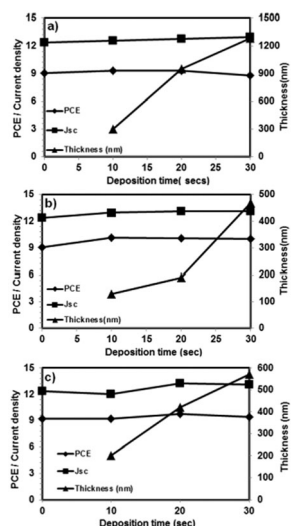 a)
15
12
9
6
3
0
1500
1200
900
600
300
0
PCE / Current density
Thickness(nm)
PCE
Jsc
Thickness (nm)
0 10 20 30
Deposition time( secs)
b)
15
12
9
6
3
0
500
400
300
200
100
0
PCE / Current density
Thickness(nm)
PCE
Jsc
Thickness(nm)
0 10 20 30
Deposition time (sec)
c)
15
12
9
6
3
0
600
500
400
300
200
100
0
PCE / Current density
Thickness(nm)
PCE
Jsc
Thickness (nm)
0 10 20 30
Deposition time (sec)